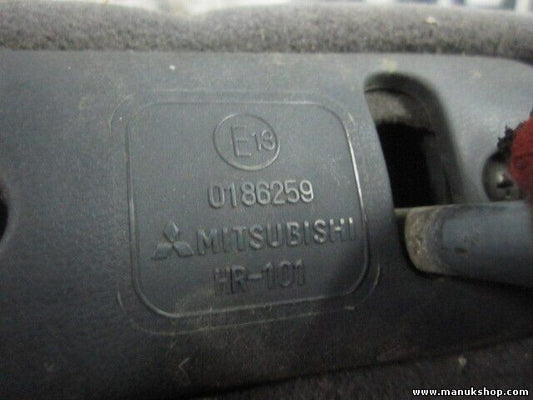 E13
0186259
MITSUBISHI
HR-101
www.manukshop.com